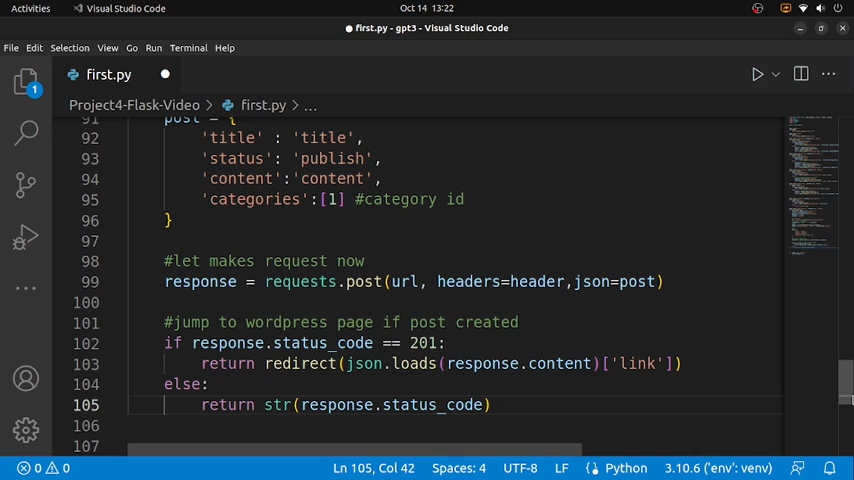 Activities Visual Studio Code Oct 14 13:22
first.py - gpt3 - Visual Studio Code
File Edit Selection View Go Run Terminal Help
1
first.py
Project4-Flask-Video > first.py > ...
91 post = {
92 'title' : 'title',
93 'status': 'publish',
94 'content':'content',
95 'categories':[1] #category id
96 }
97
98 #let makes request now
99 response = requests.post(url, headers=header,json=post)
100
101 #jump to wordpress page if post created
102 if response.status_code == 201:
103 return redirect(json.loads(response.content)['link'])
104 else:
105 return str(response.status_code)
106
107
0 0 Ln 105, Col 42 Spaces: 4 UTF-8 LF Python 3.10.6 ('env': venv)